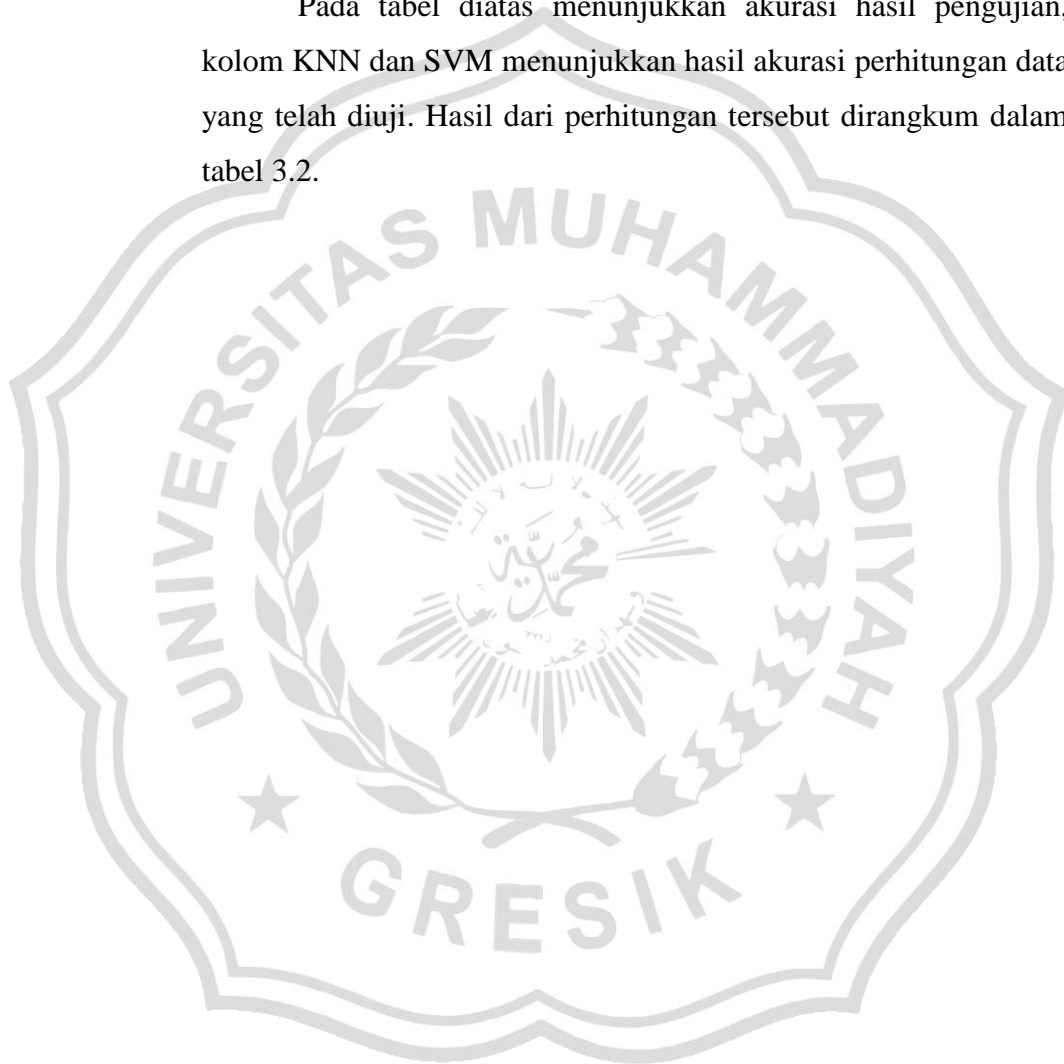 Pada tabel diatas menunjukkan akurasi hasil pengujian,
kolom KNN dan SVM menunjukkan hasil akurasi perhitungan data
yang telah diuji. Hasil dari perhitungan tersebut dirangkum dalam
tabel 3.2.
UNIVERSITAS MUHAMMADIYAH
GRESIK